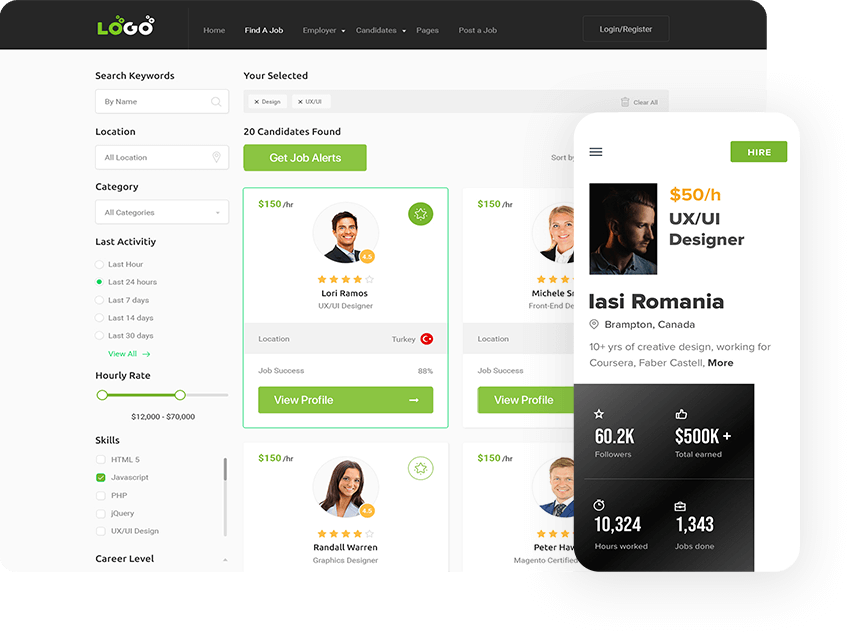 LOGO
Home Find A Job Employer Candidates Pages Post a Job Login/Register
Search Keywords
By Name
Location
All Location
Category
All Categories
Last Activitiy
Last Hour
Last 24 hours
Last 7 days
Last 14 days
Last 30 days
View All
Hourly Rate
$12,000 - $70,000
Skills
HTML 5
Javascript
PHP
jQuery
UX/UI Design
Career Level
Your Selected
× Design × UX/UI Clear All
20 Candidates Found
Get Job Alerts
Sort by
$150 /hr
4.5
Lori Ramos
UX/UI Designer
Location Turkey
Job Success 88%
View Profile
$150 /hr
Michele
Front-End
Location
Job Success
View Profile
$150 /hr
4.5
Randall Warren
Graphics Designer
$150 /hr
Peter
Magento Certified
HIRE
$50/h
UX/UI
Designer
Iasi Romania
Brampton, Canada
10+ yrs of creative design, working for
Coursera, Faber Castell, More
60.2K
Followers
$500K +
Total earned
10,324
Hours worked
1,343
Jobs done